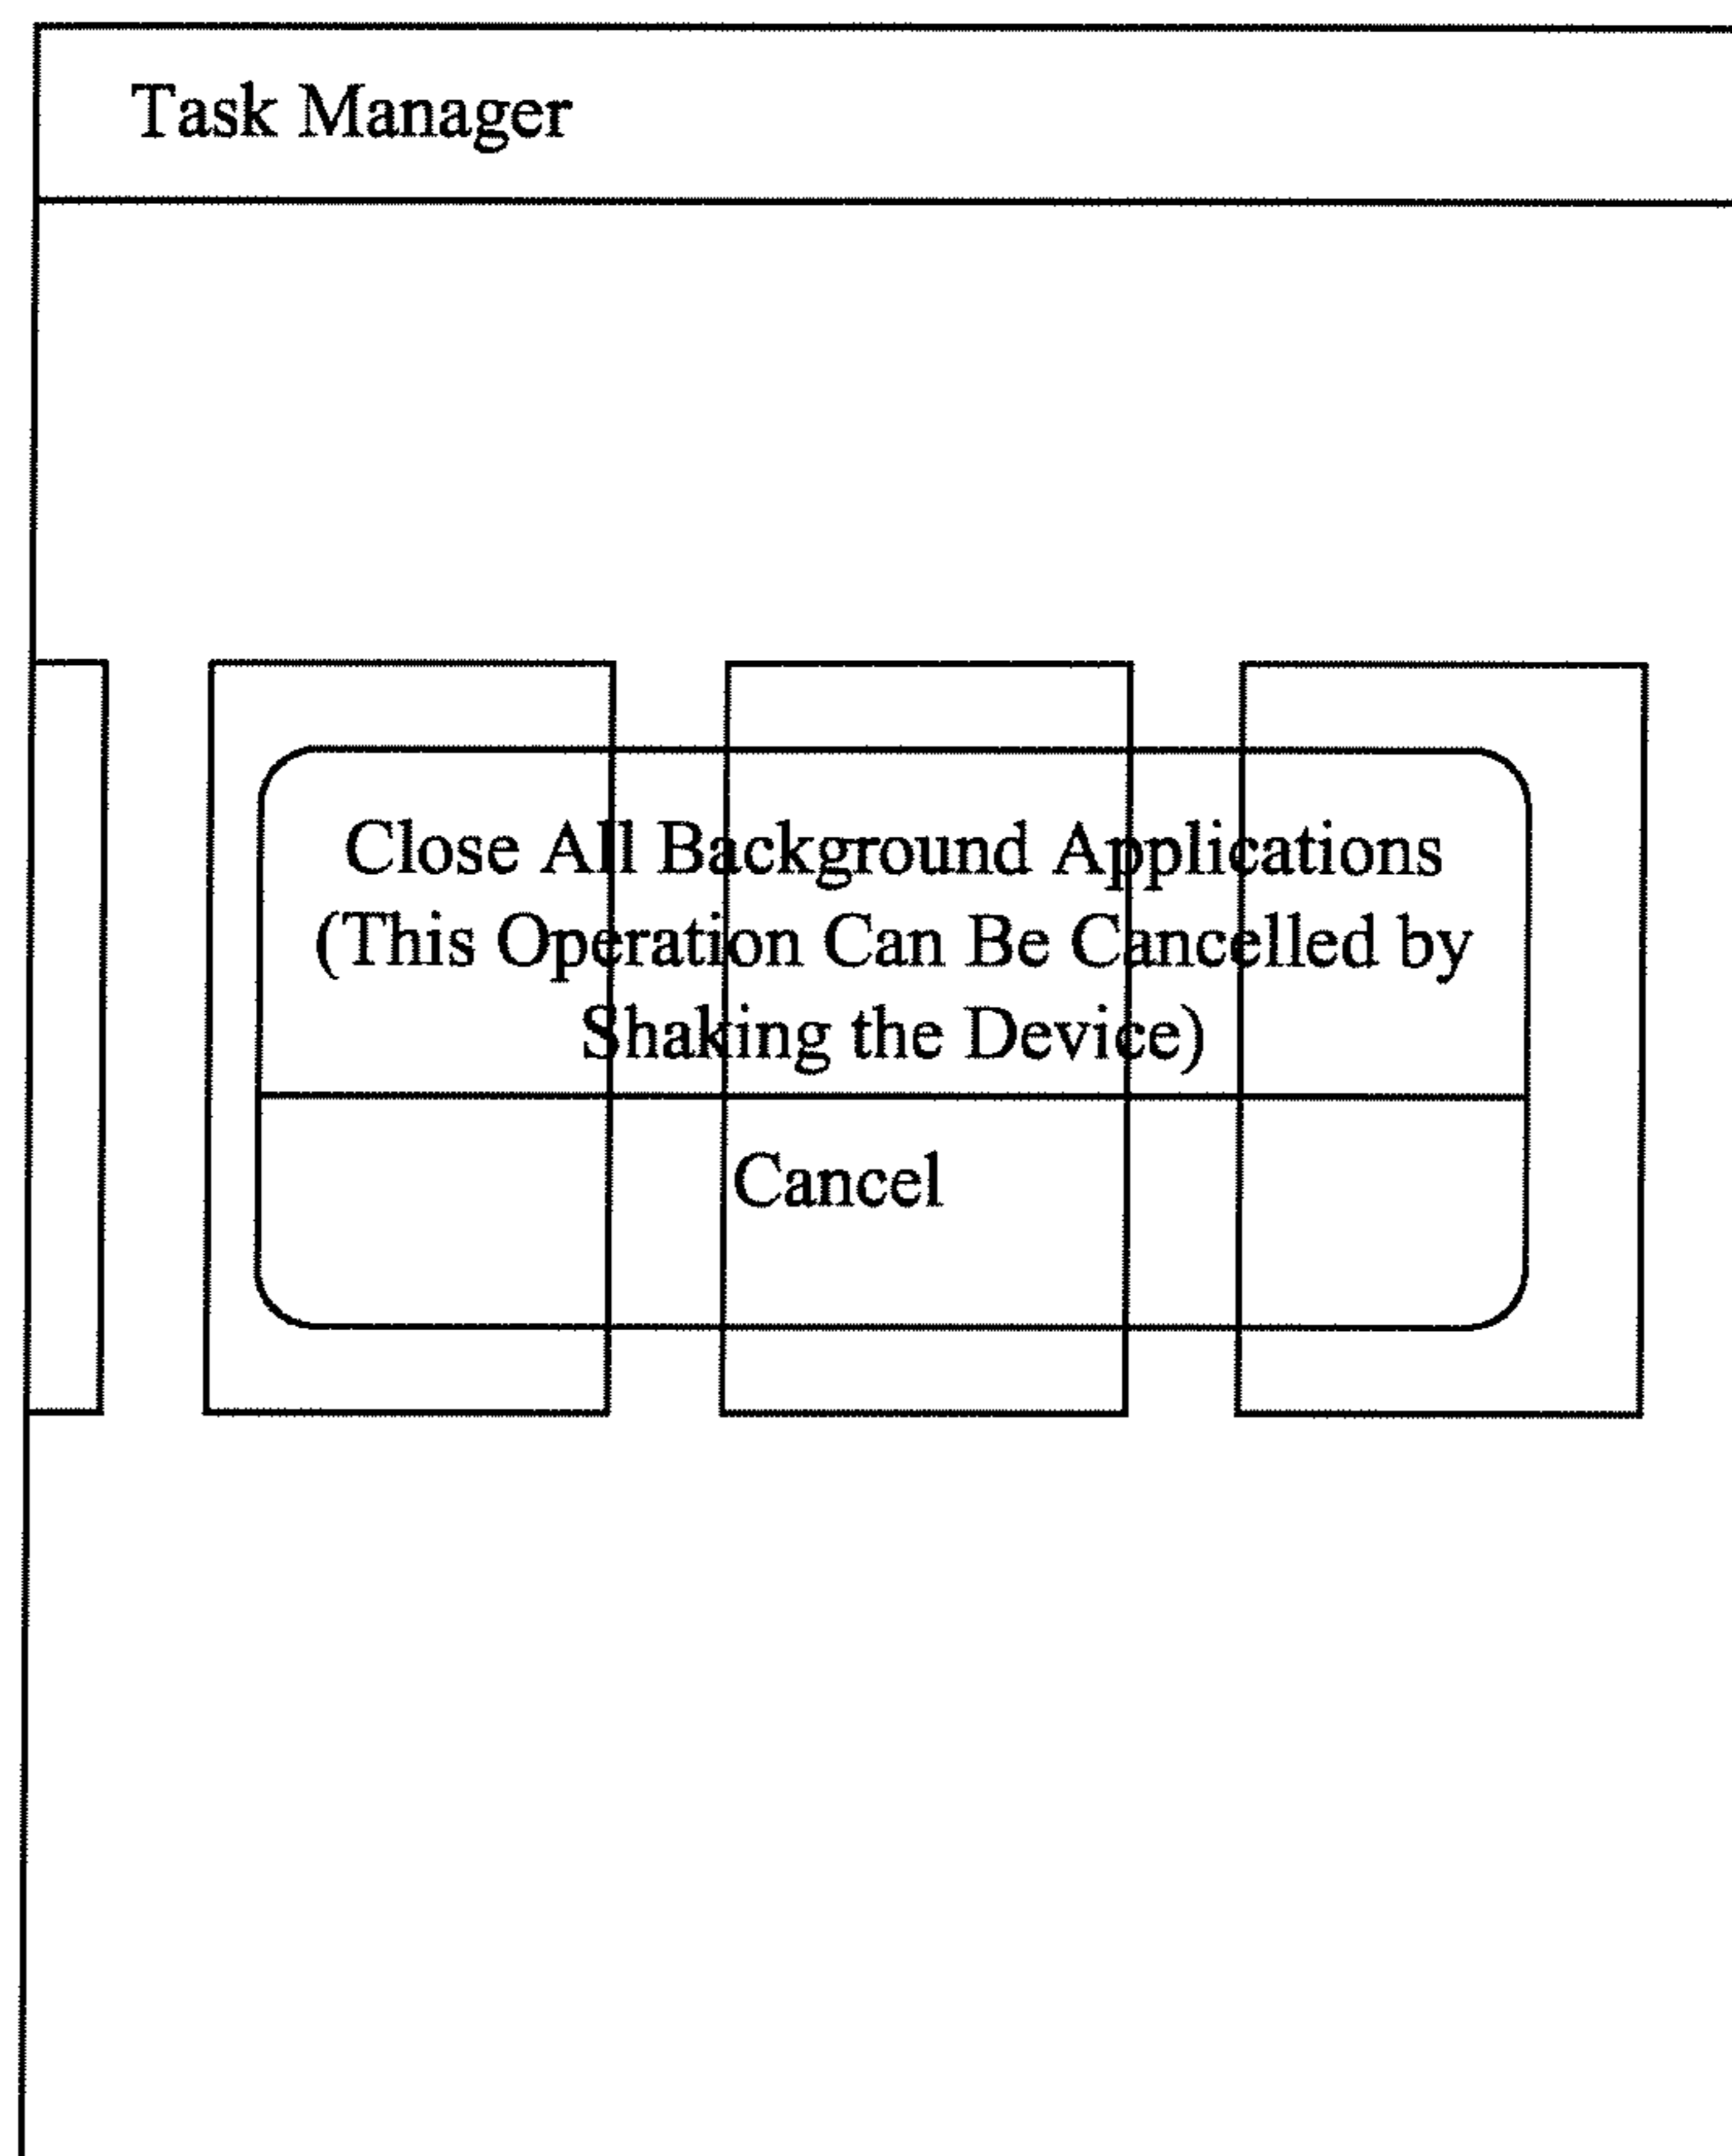 Task Manager
Close All Background Applications
(This Operation Can Be Cancelled by
Shaking the Device)
Cancel